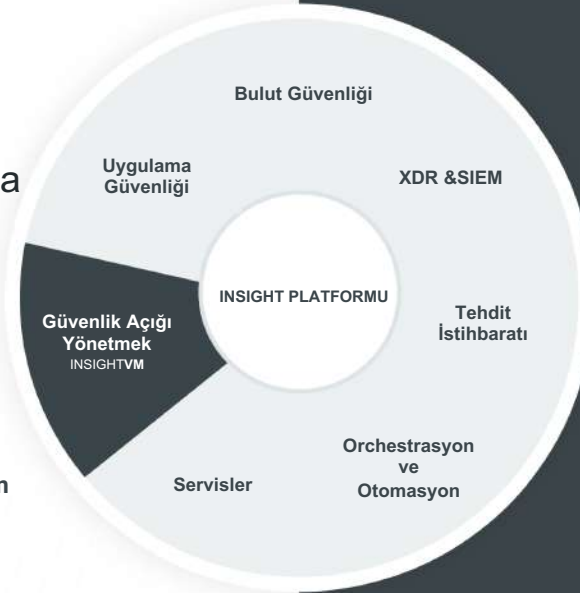 Bulut Güvenliği
Uygulama
Güvenliği
XDR &SIEM
a
INSIGHT PLATFORMU
Güvenlik Açığı
Yönetmek
INSIGHTVM
Tehdit
İstihbaratı
Orchestrasyon
ve
Otomasyon
Servisler